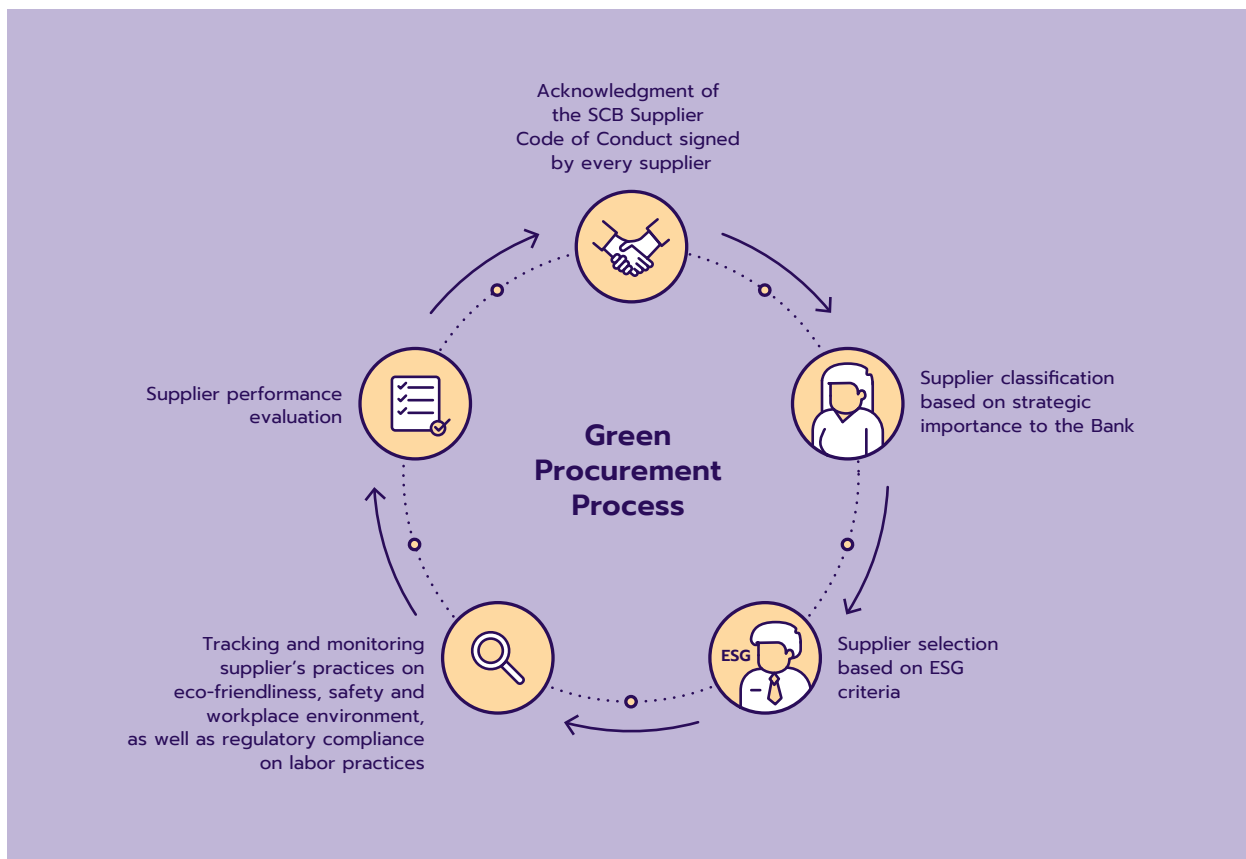 Acknowledgment of
the SCB Supplier
Code of Conduct signed
by every supplier
Supplier classification
based on strategic
importance to the Bank
Supplier performance
evaluation
Green
Procurement
Process
ESG
Supplier selection
based on ESG
criteria
Tracking and monitoring
supplier’s practices on
eco-friendliness, safety and
workplace environment,
as well as regulatory compliance
on labor practices